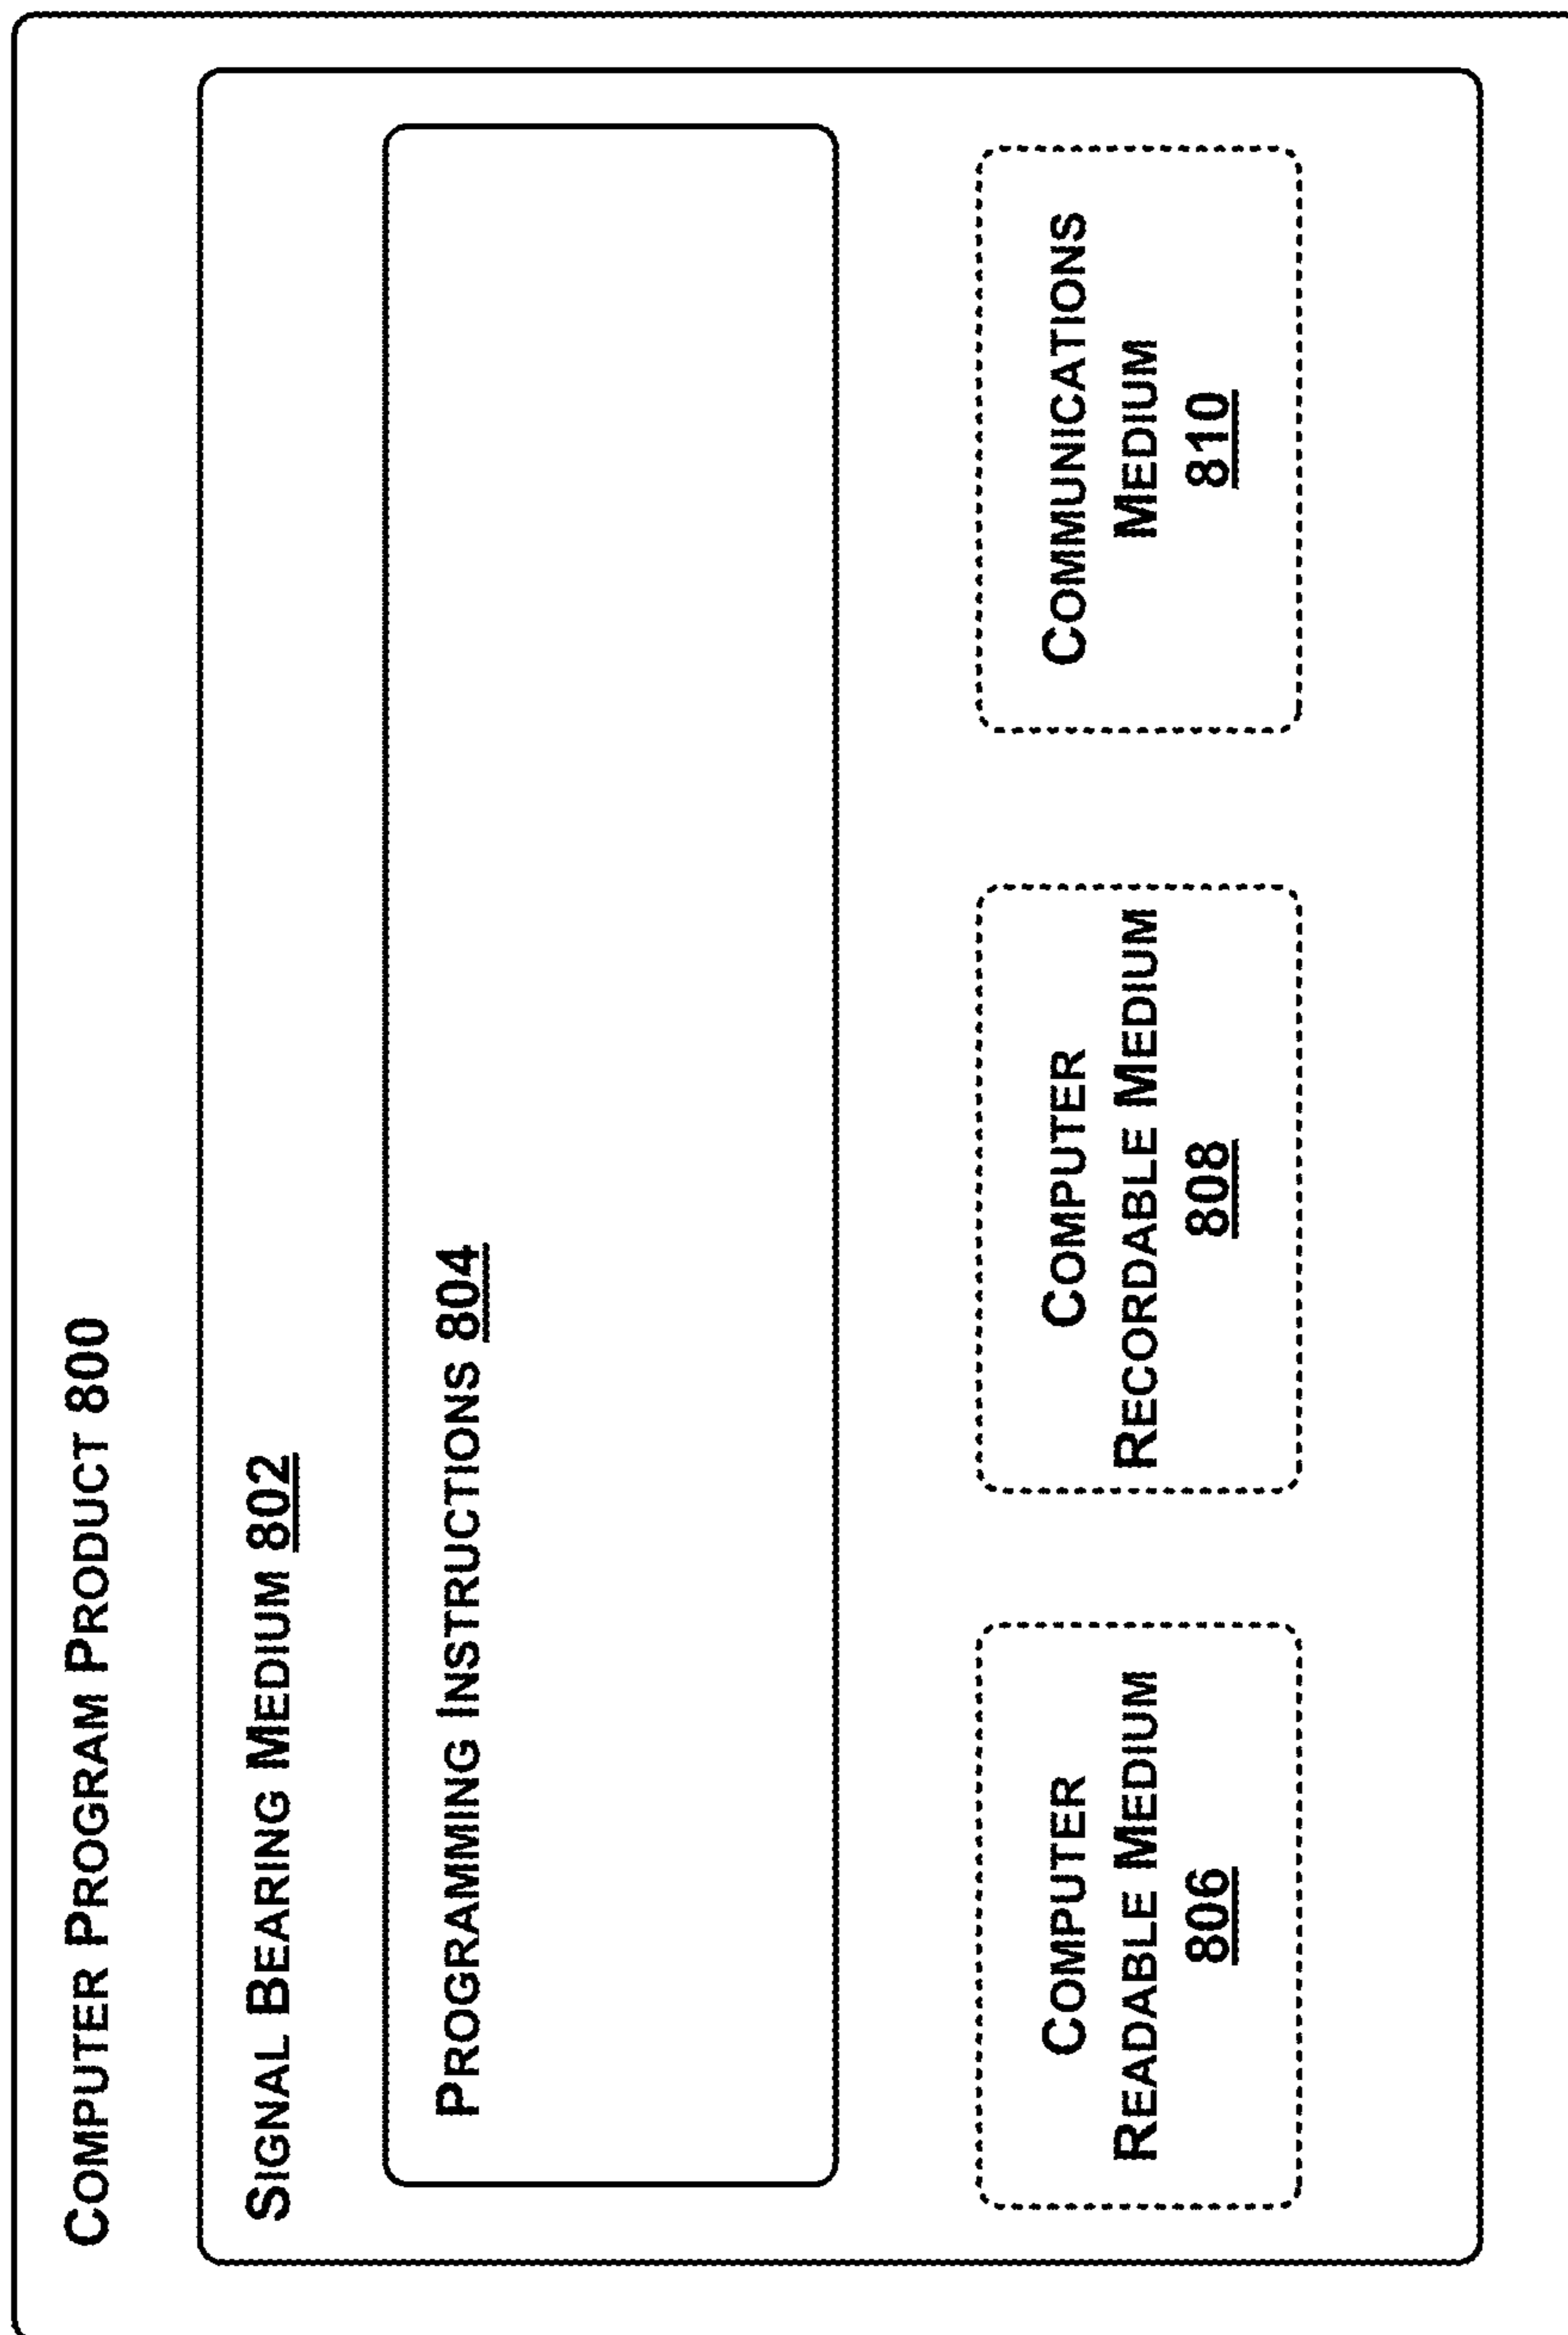 COMPUTER PROGRAM PRODUCT 800
SIGNAL BEARING MEDIUM 802
PROGRAMMING INSTRUCTIONS 804
COMPUTER
READABLE MEDIUM
806
COMPUTER
RECORDABLE MEDIUM
808
COMMUNICATIONS
MEDIUM
810